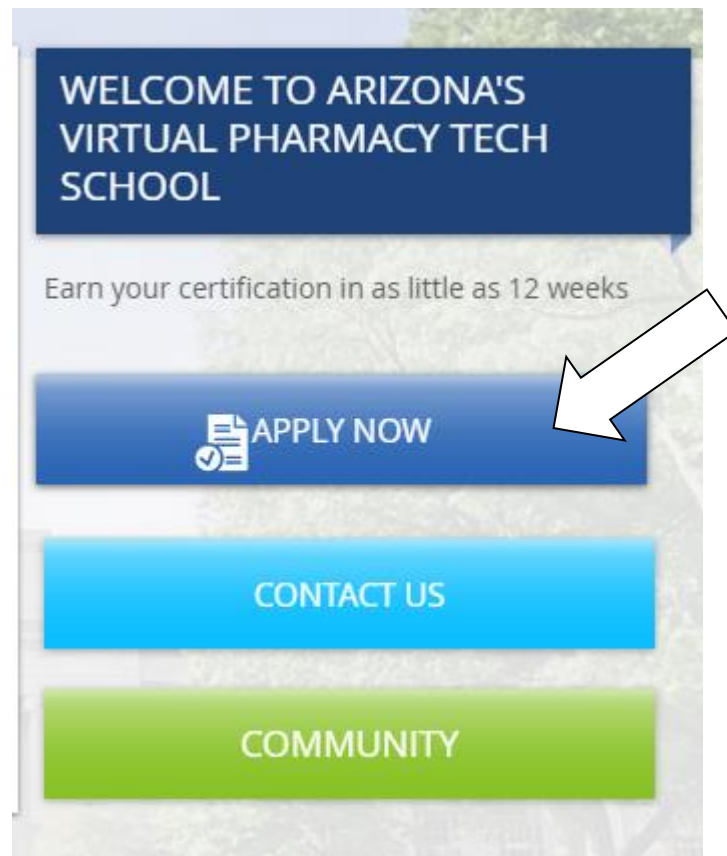 WELCOME TO ARIZONA'S
VIRTUAL PHARMACY TECH
SCHOOL
Earn your certification in as little as 12 weeks
APPLY NOW
CONTACT US
COMMUNITY